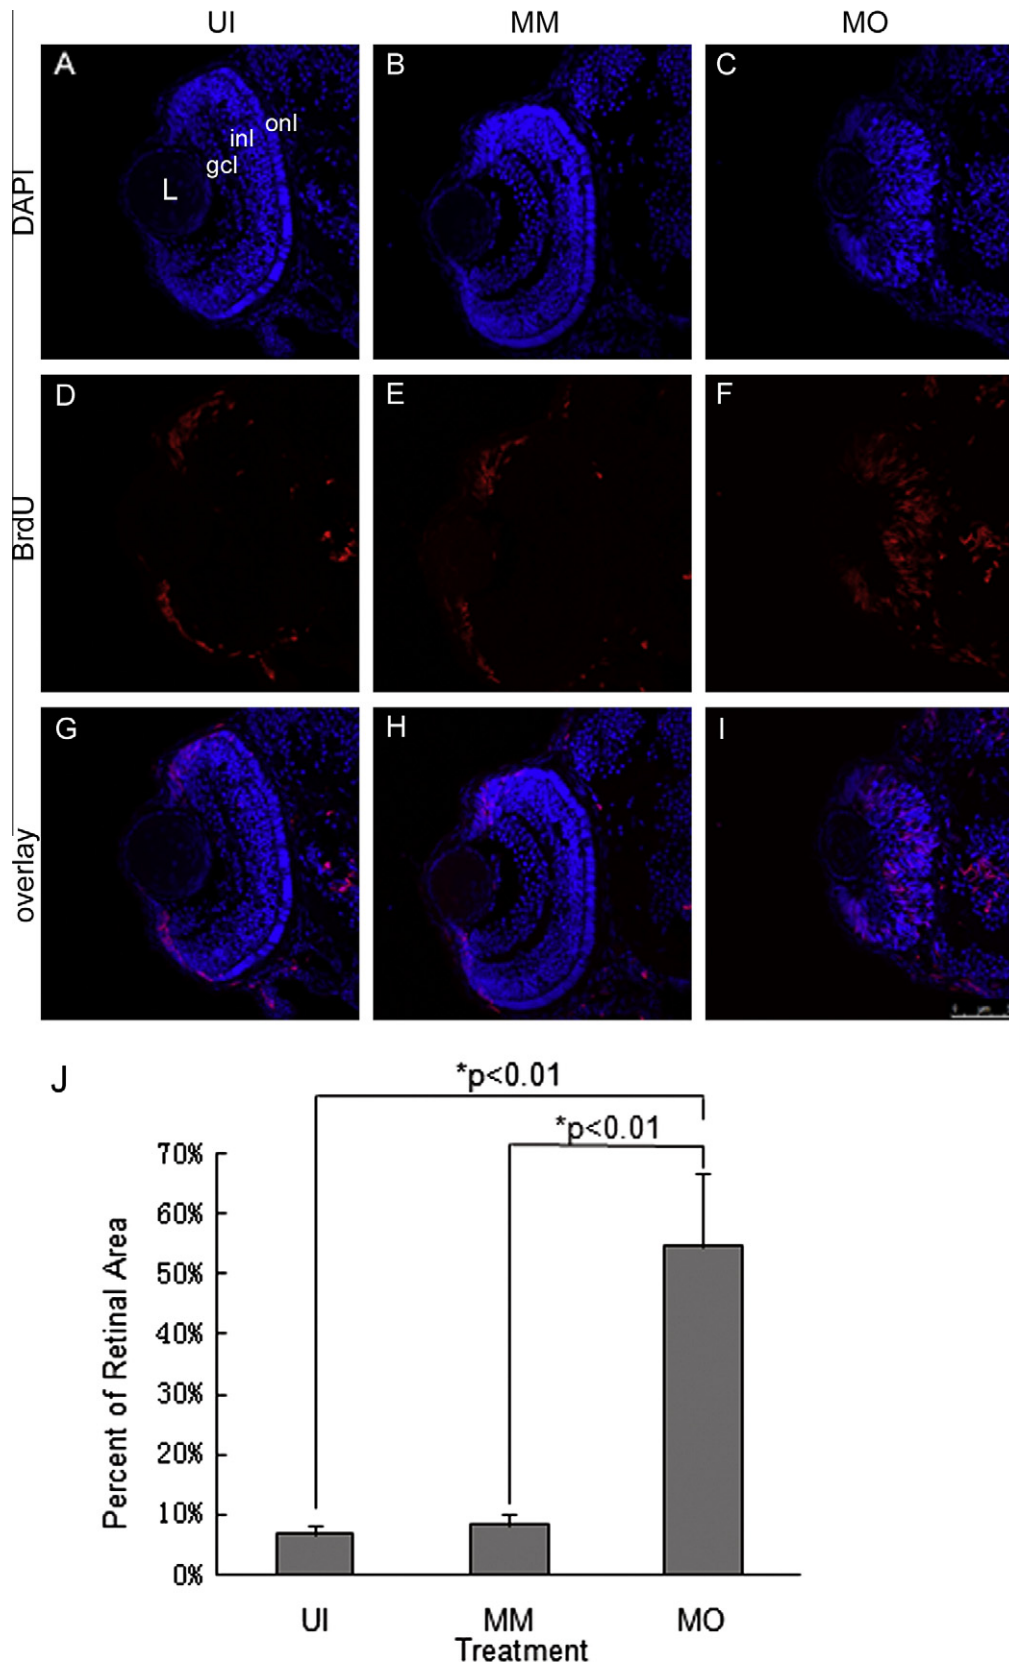 UI MM MO
DAPI
A
L
gcl
inl
onl
B
C
BrdU
D
E
F
overlay
G
H
I
J
*p<0.01
*p<0.01
Percent of Retinal Area
70%
60%
50%
40%
30%
20%
10%
0%
UI MM MO
Treatment